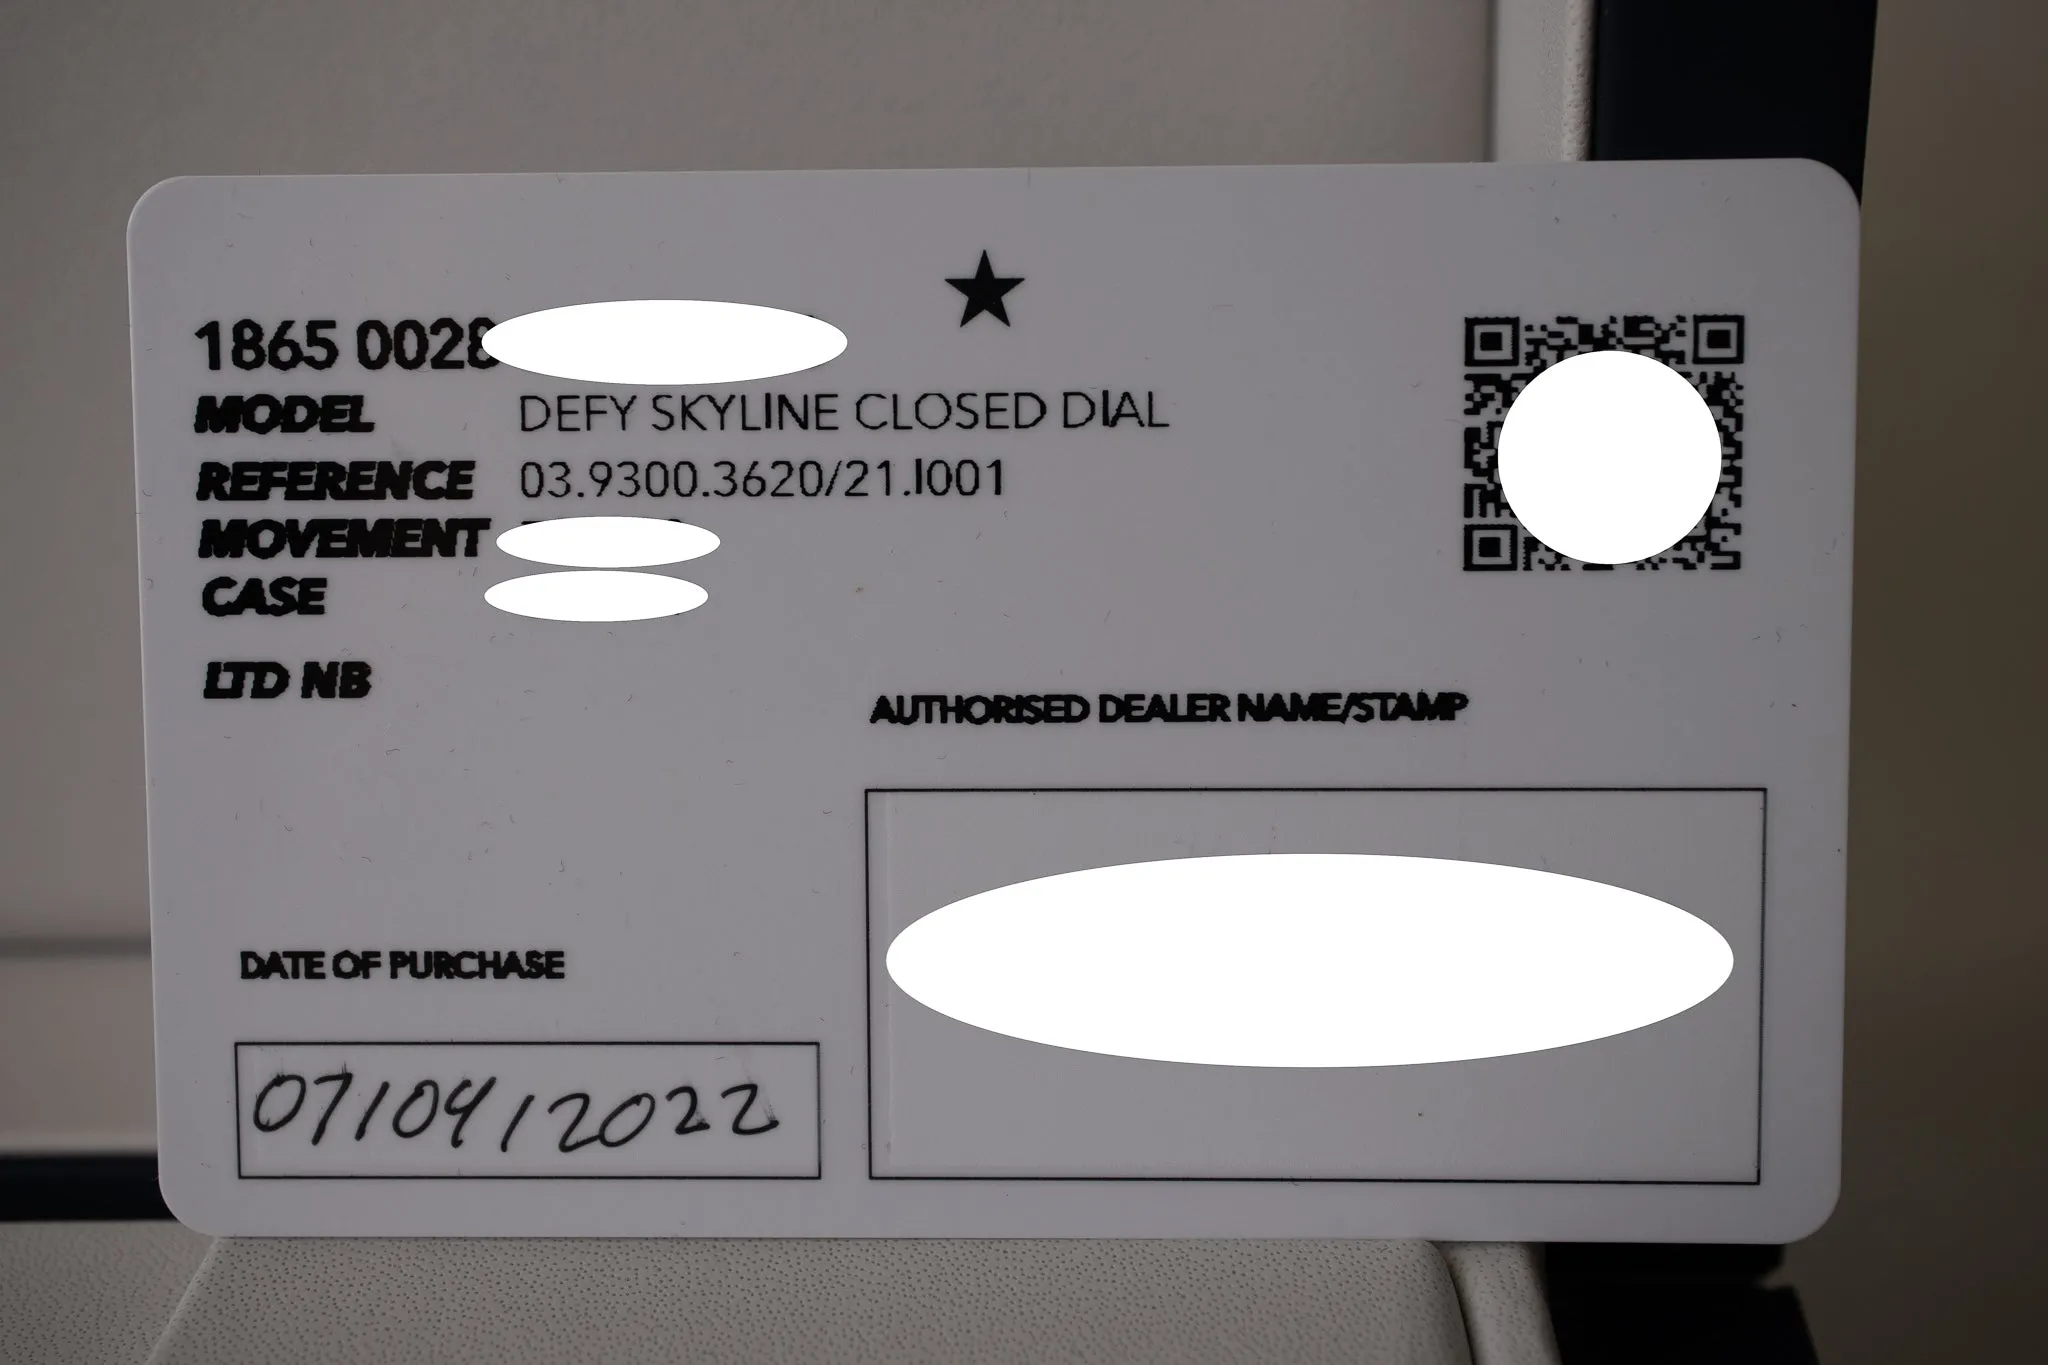 1865 0028
MODEL DEFY SKYLINE CLOSED DIAL
REFERENCE 03.9300.3620/21.I001
MOVEMENT
CASE
LTD NB
AUTHORISED DEALER NAME/STAMP
DATE OF PURCHASE
07/09/2022